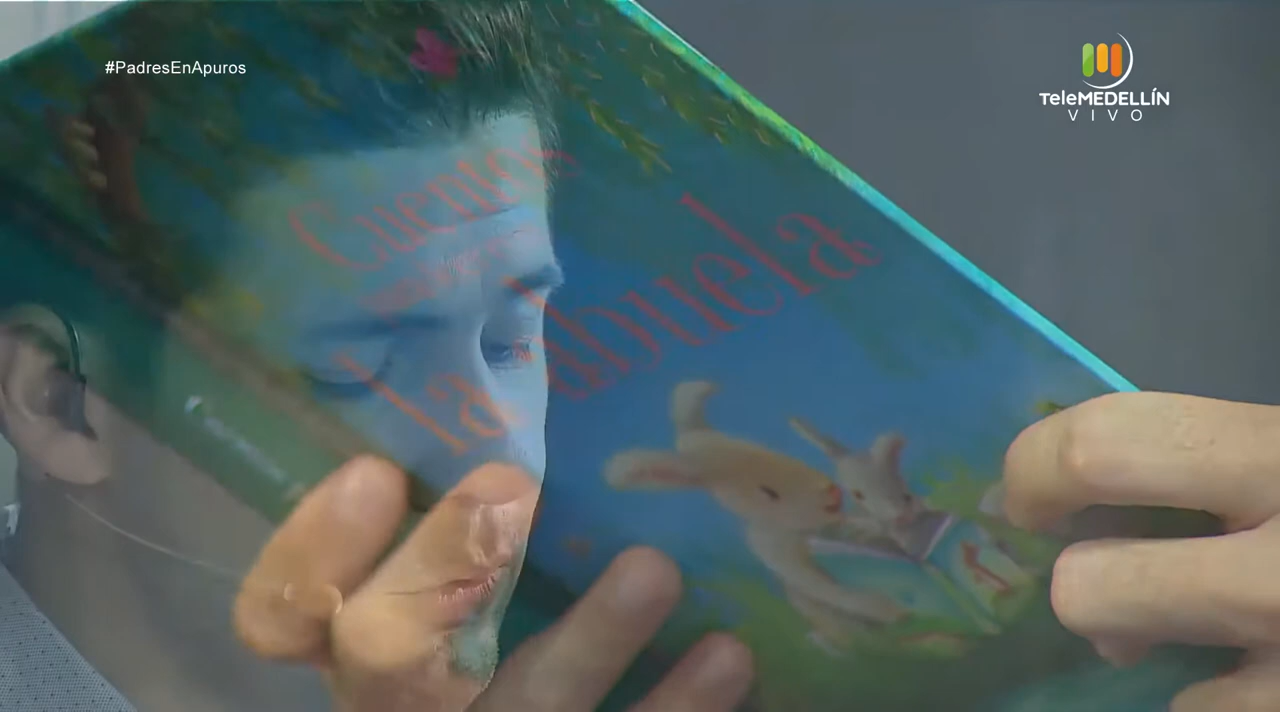 #PadresEnApuros
TeleMEDELLÍN
VIVO
Cuentos
la abuela